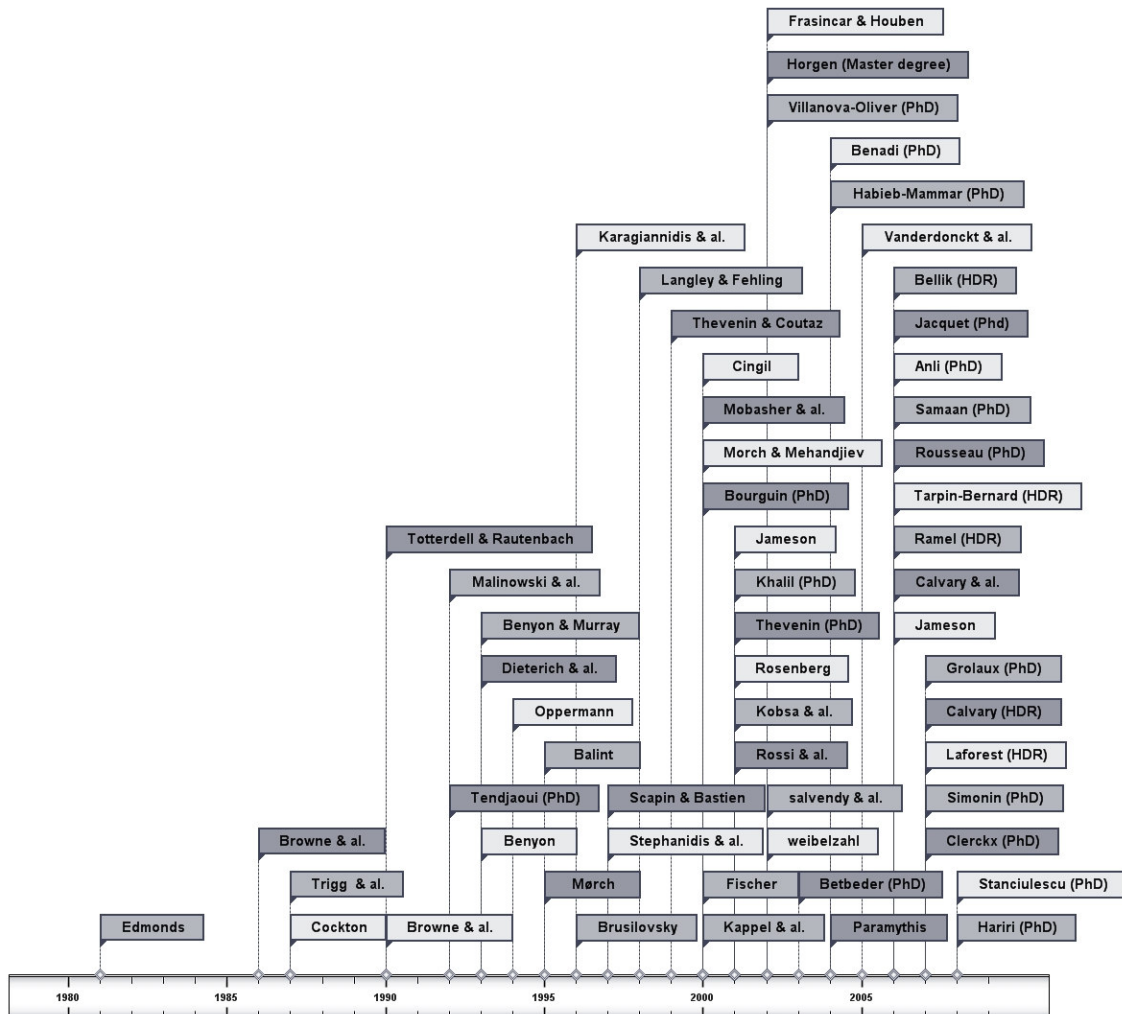 Frasincar & Houben
Horgen (Master degree)
Villanova-Oliver (PhD)
Benadi (PhD)
Habieb-Mammar (PhD)
Karagiannidis & al.
Vanderdonckt & al.
Langley & Fehling
Bellik (HDR)
Thevenin & Coutaz
Jacquet (Phd)
Cingil
Anli (PhD)
Mobasher & al.
Samaan (PhD)
Morch & Mehandjiev
Rousseau (PhD)
Bourguin (PhD)
Tarpin-Bernard (HDR)
Totterdell & Rautenbach
Jameson
Ramel (HDR)
Malinowski & al.
Khalil (PhD)
Calvary & al.
Benyon & Murray
Thevenin (PhD)
Jameson
Dieterich & al.
Rosenberg
Grolaux (PhD)
Oppermann
Kobsa & al.
Calvary (HDR)
Balint
Rossi & al.
Laforest (HDR)
Tendjaoui (PhD)
Scapin & Bastien
salvendy & al.
Simonin (PhD)
Browne & al.
Benyon
Stephanidis & al.
weibelzahl
Clerckx (PhD)
Trigg & al.
Mørch
Fischer
Betbeder (PhD)
Stanciulescu (PhD)
Edmonds
Cockton
Browne & al.
Brusilovsky
Kappel & al.
Paramythis
Hariri (PhD)
1980 1985 1990 1995 2000 2005